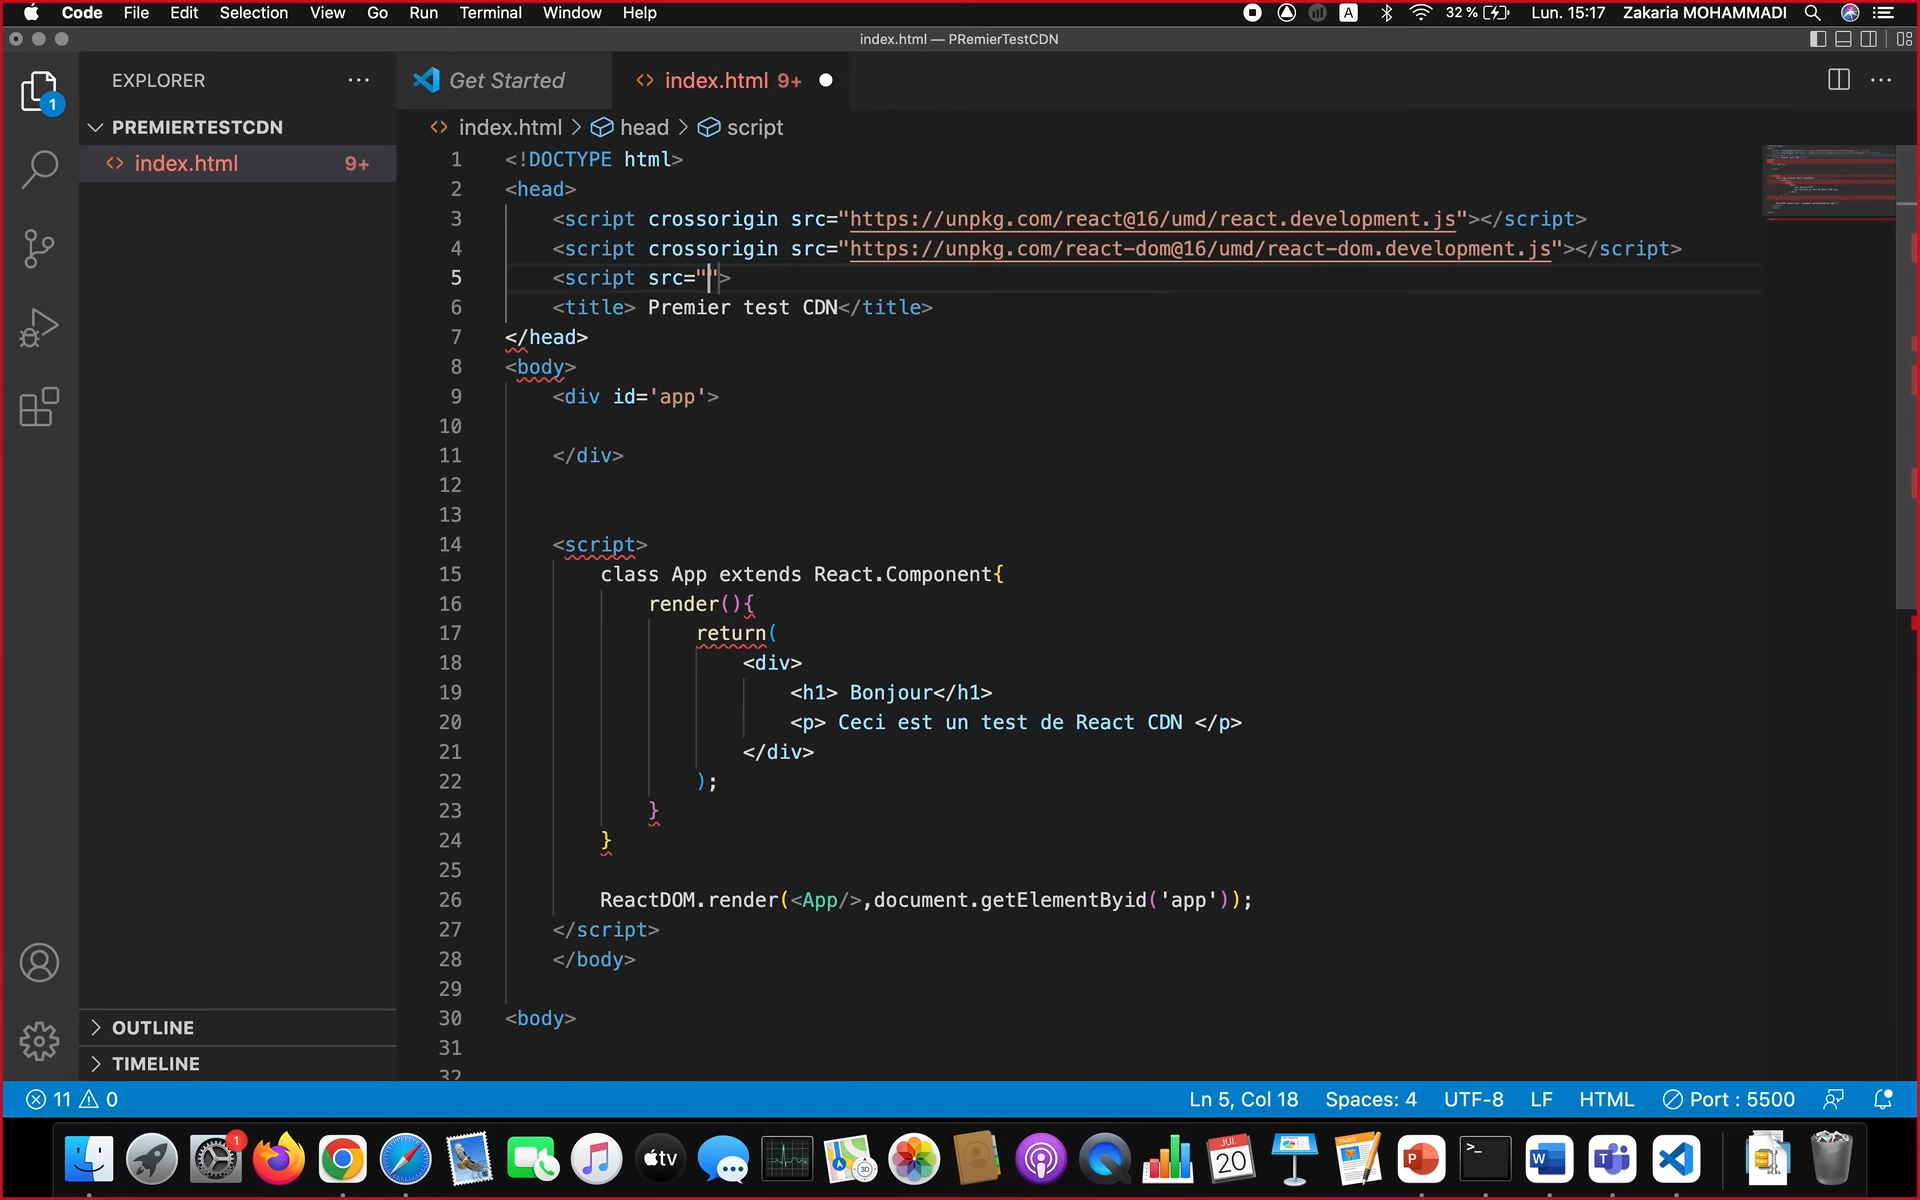 Code File Edit Selection View Go Run Terminal Window Help
A 32 % Lun. 15:17 Zakaria MOHAMMADI
index.html — PRemierTestCDN
EXPLORER
1
Get Started
index.html 9+
PREMIERTESTCDN
index.html 9+
index.html > head > script
1 <!DOCTYPE html>
2 <head>
3 <script crossorigin src="https://unpkg.com/react@16/umd/react.development.js"></script>
4 <script crossorigin src="https://unpkg.com/react-dom@16/umd/react-dom.development.js"></script>
5 <script src="">
6 <title> Premier test CDN</title>
7 </head>
8 <body>
9 <div id='app'>
10
11 </div>
12
13
14 <script>
15 class App extends React.Component{
16 render(){
17 return(
18 <div>
19 <h1> Bonjour</h1>
20 <p> Ceci est un test de React CDN </p>
21 </div>
22 );
23 }
24 }
25
26 ReactDOM.render(<App/>,document.getElementByid('app'));
27 </script>
28 </body>
29
30 <body>
31
32
OUTLINE
TIMELINE
11 0
Ln 5, Col 18 Spaces: 4 UTF-8 LF HTML Port : 5500
1
tv
3D
JUIL.
20
PAGES
P
>_
W
T